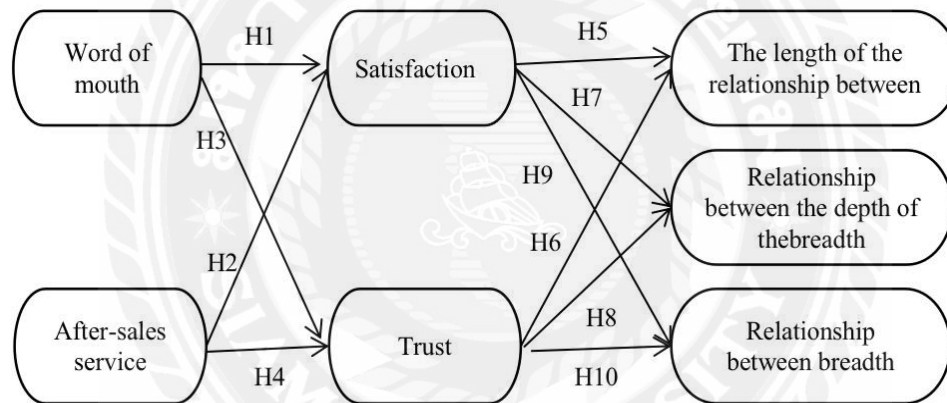 Word of
mouth
H1
Satisfaction
H5
The length of the
relationship between
H7
H3
H9
Relationship
between the depth of
thebreadth
H2
H6
After-sales
service
H4
Trust
H8
H10
Relationship
between breadth